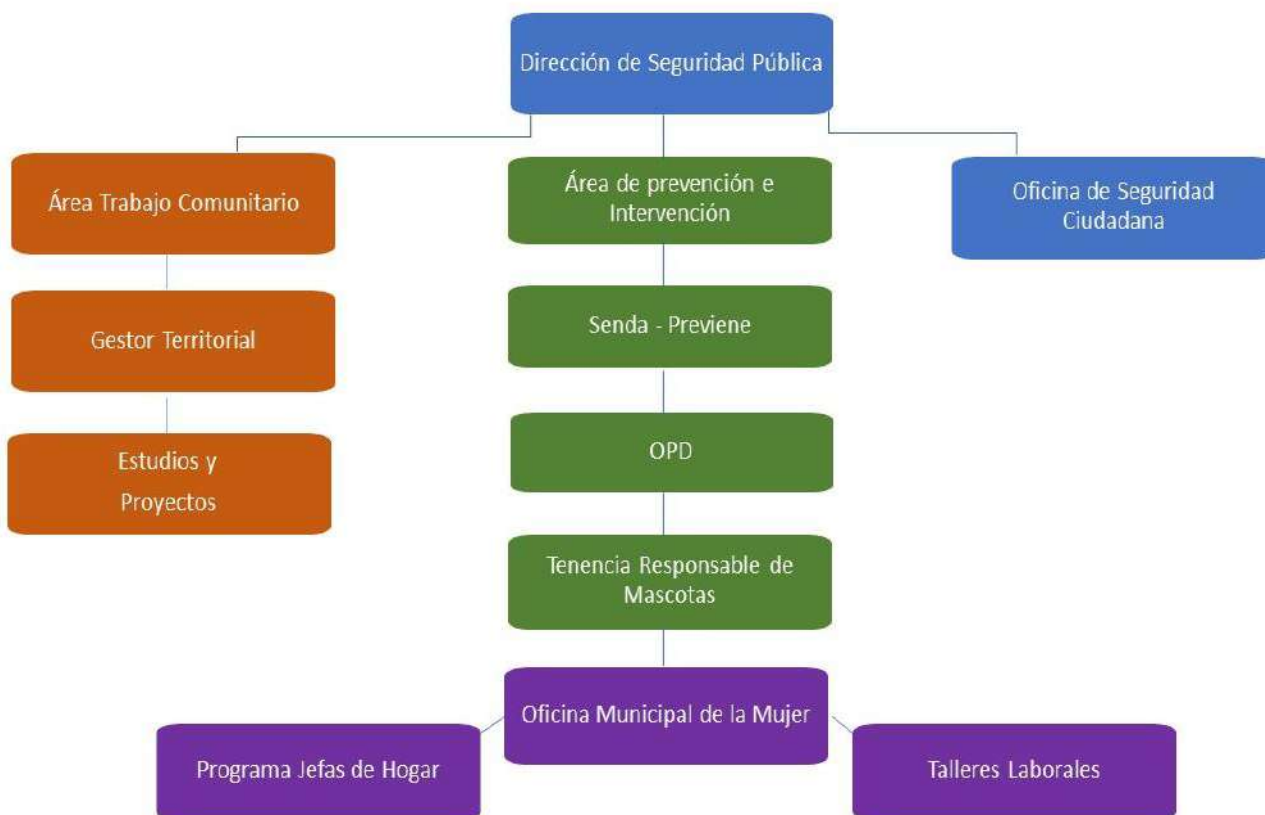 Dirección de Seguridad Pública
Área Trabajo Comunitario
Área de prevención e
Intervención
Oficina de Seguridad
Ciudadana
Gestor Territorial
Senda - Previene
Estudios y
Proyectos
OPD
Tenencia Responsable de
Mascotas
Oficina Municipal de la Mujer
Programa Jefas de Hogar
Talleres Laborales